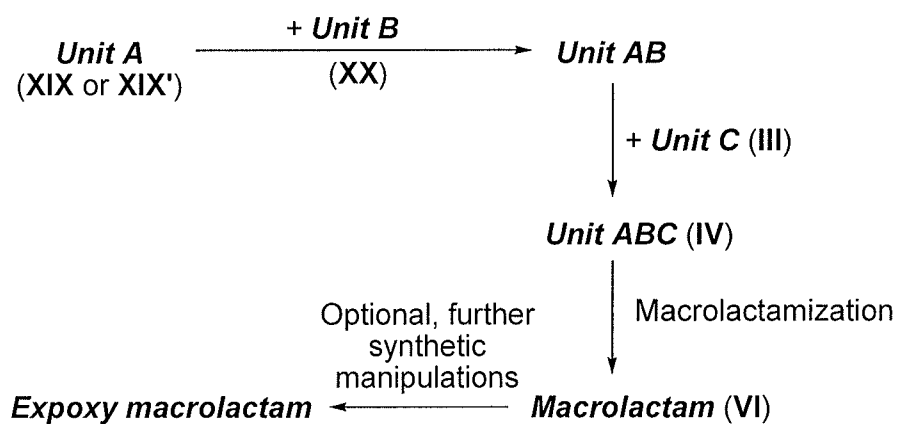 Unit A
(XIX or XIX')
+ Unit B
(XX)
Unit AB
+ Unit C (III)
Unit ABC (IV)
Macrolactamization
Optional, further
synthetic
manipulations
Expoxy macrolactam
Macrolactam (VI)